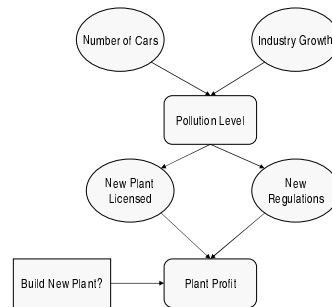 Number of Cars
Industry Growth
Pollution Level
New Plant
Licensed
New
Regulations
Build New Plant?
Plant Profit